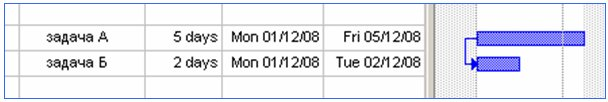 задача А 5 days Mon 01/12/08 Fri 05/12/08
задача Б 2 days Mon 01/12/08 Tue 02/12/08